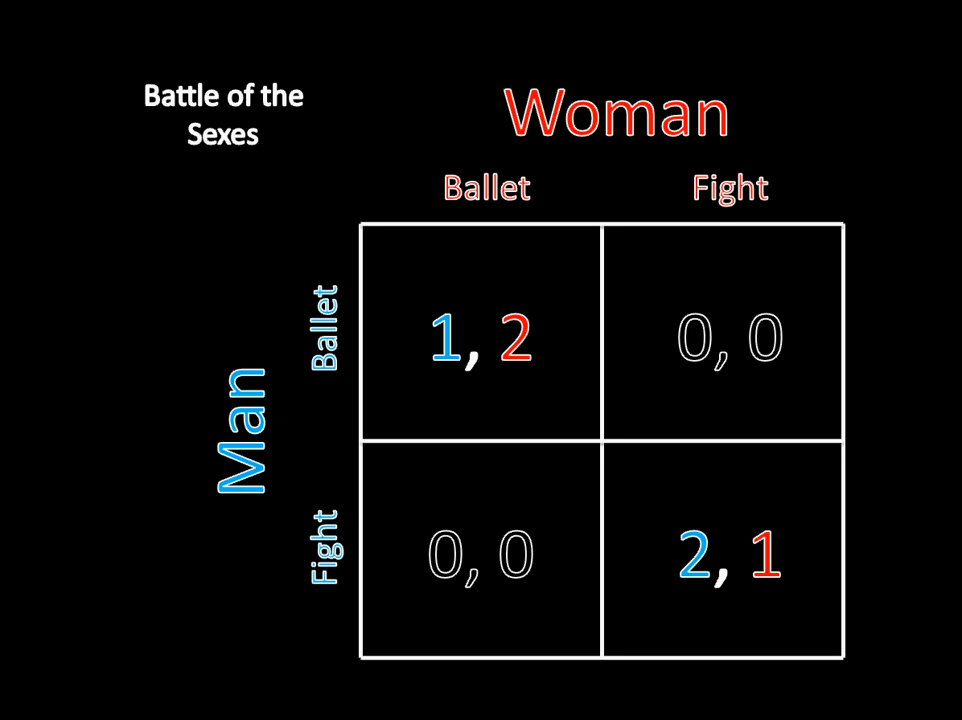 Battle of the
Sexes
Woman
Ballet Fight
Man
Ballet
1, 2 0, 0
Fight
0, 0 2, 1